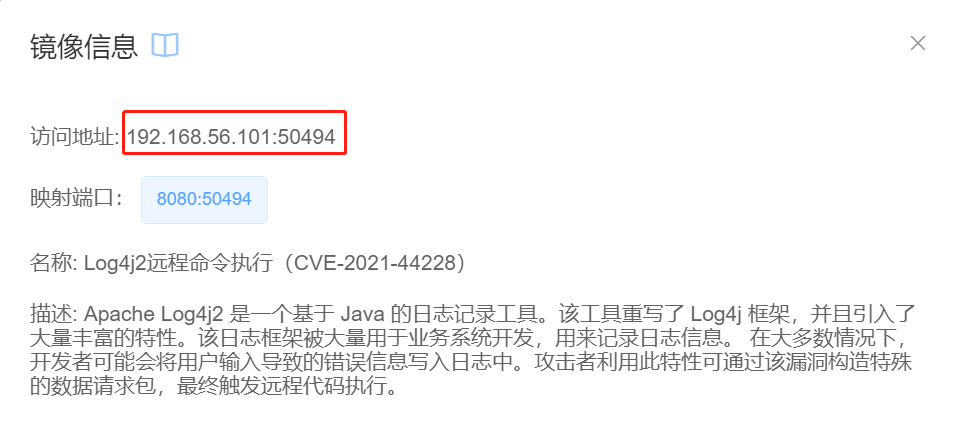 镜像信息
访问地址: 192.168.56.101:50494
映射端口： 8080:50494
名称: Log4j2远程命令执行（CVE-2021-44228）
描述: Apache Log4j2 是一个基于 Java 的日志记录工具。该工具重写了 Log4j 框架，并且引入了
大量丰富的特性。该日志框架被大量用于业务系统开发，用来记录日志信息。 在大多数情况下，
开发者可能会将用户输入导致的错误信息写入日志中。攻击者利用此特性可通过该漏洞构造特殊
的数据请求包，最终触发远程代码执行。